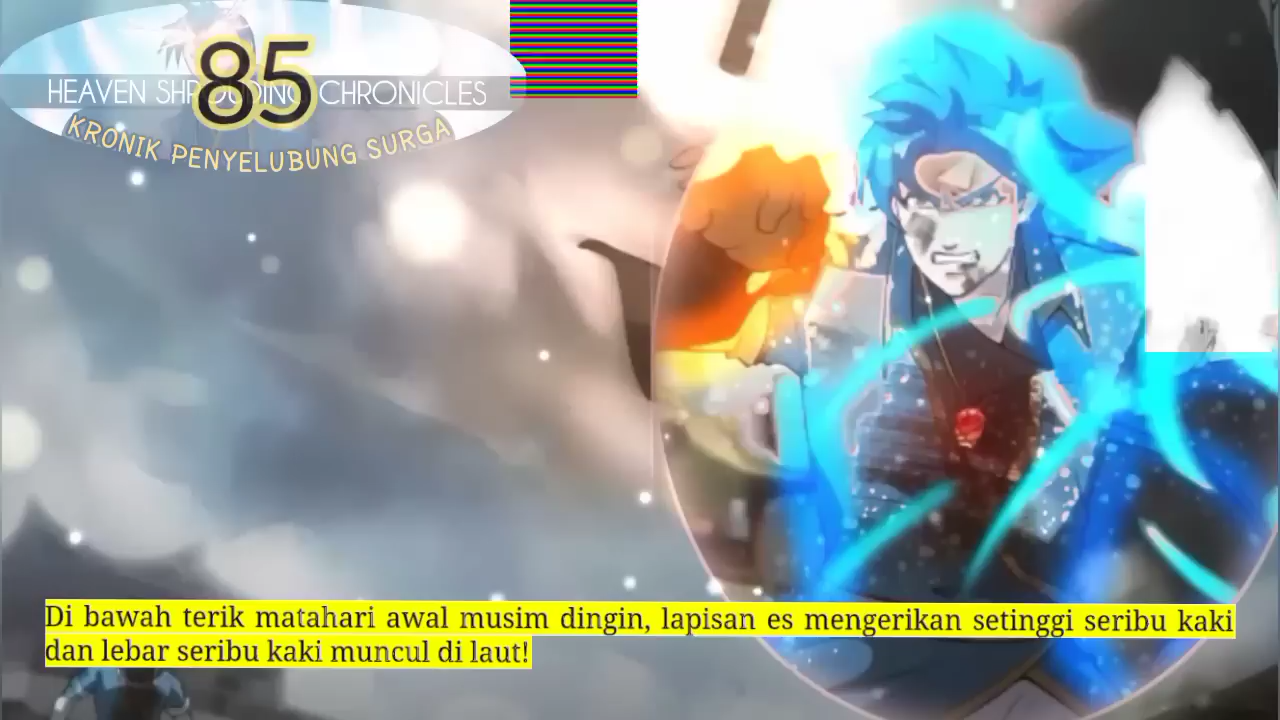 85
HEAVEN SHROUDING CHRONICLES
KRONIK PENYELUBUNG SURGA
Di bawah terik matahari awal musim dingin, lapisan es mengerikan setinggi seribu kaki
dan lebar seribu kaki muncul di laut!